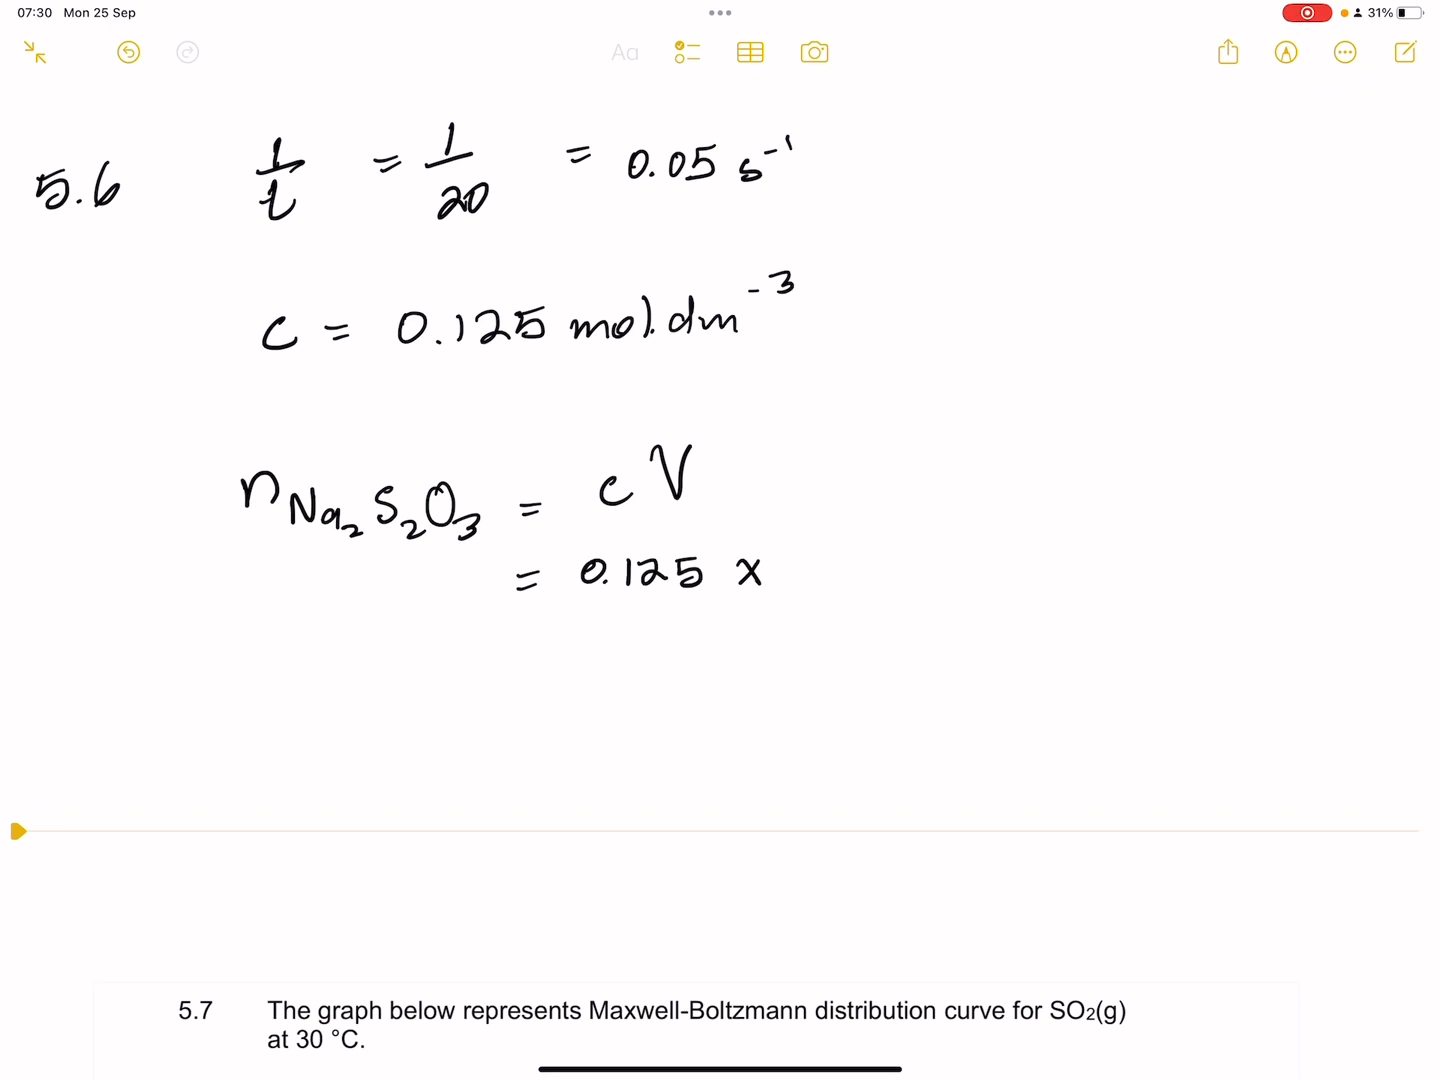 07:30 Mon 25 Sep
31%
Aa
5.6 1/t = 1/20 = 0.05 s⁻¹
c = 0.125 mol.dm⁻³
nNa₂S₂O₃ = cV
= 0.125 x
5.7 The graph below represents Maxwell-Boltzmann distribution curve for SO₂(g)
at 30 °C.